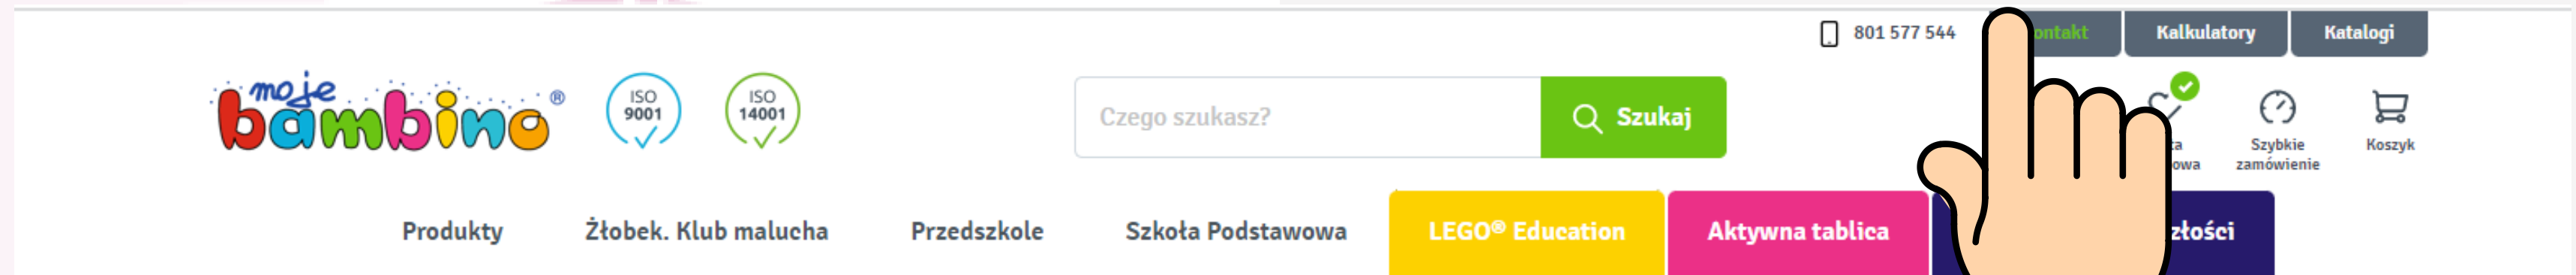 801 577 544
Kalkulatory
Katalogi
moje
bambino®
ISO
9001
ISO
14001
Czego szukasz?
Szukaj
Szybkie
zamówienie
Koszyk
Produkty
Żłobek. Klub malucha
Przedszkole
Szkoła Podstawowa
LEGO® Education
Aktywna tablica